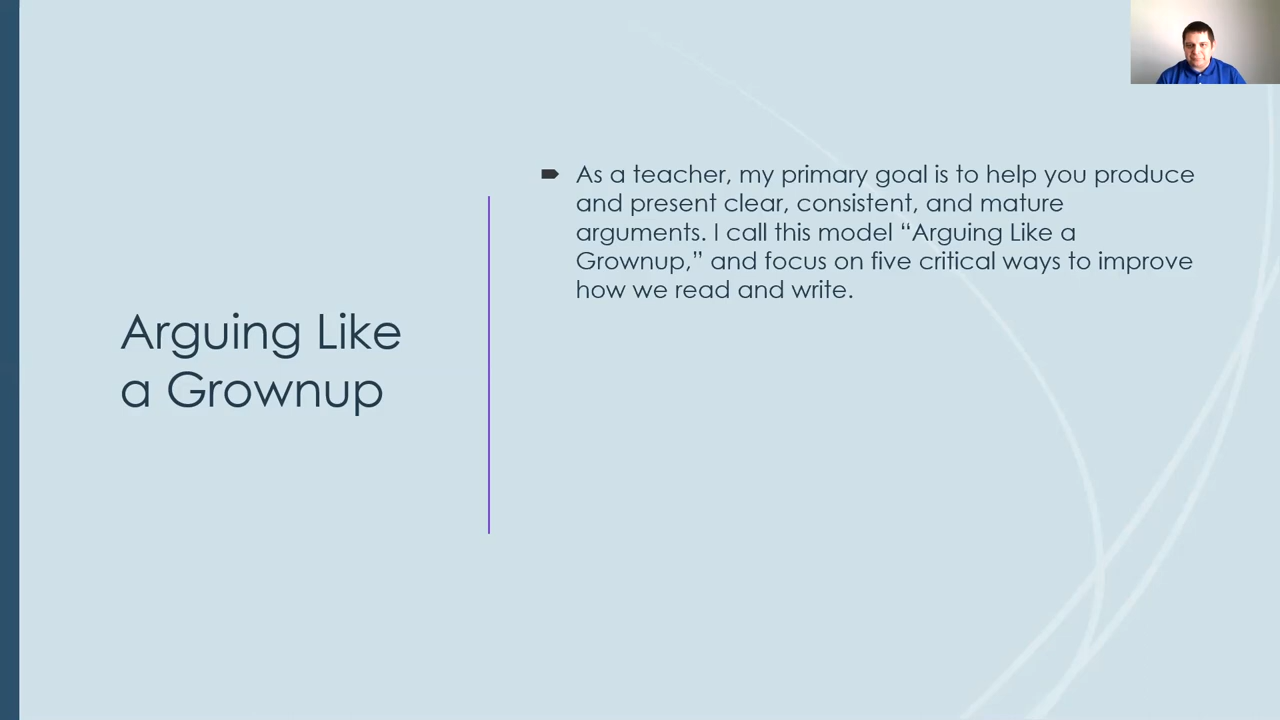 Arguing Like
a Grownup
As a teacher, my primary goal is to help you produce
and present clear, consistent, and mature
arguments. I call this model “Arguing Like a
Grownup,” and focus on five critical ways to improve
how we read and write.